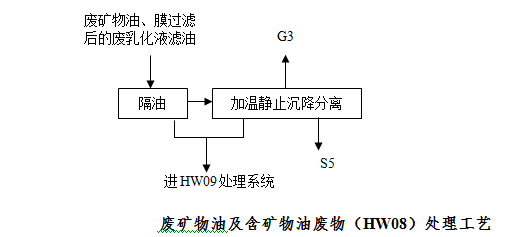 废矿物油、膜过滤
后的废乳化液滤油
G3
隔油
加温静止沉降分离
S5
进HW09处理系统
废矿物油及含矿物油废物（HW08）处理工艺